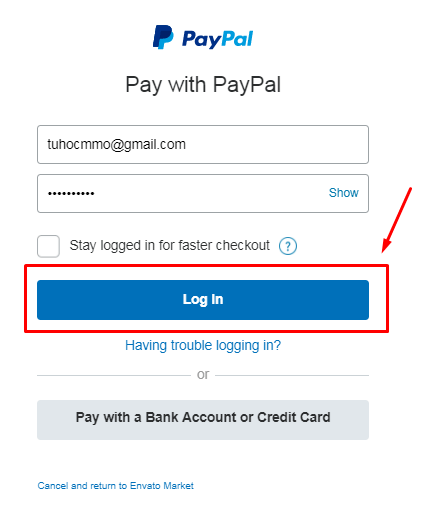 PayPal
Pay with PayPal
tuhocmmo@gmail.com
•••••••••• Show
Stay logged in for faster checkout ?
Log In
Having trouble logging in?
or
Pay with a Bank Account or Credit Card
Cancel and return to Envato Market